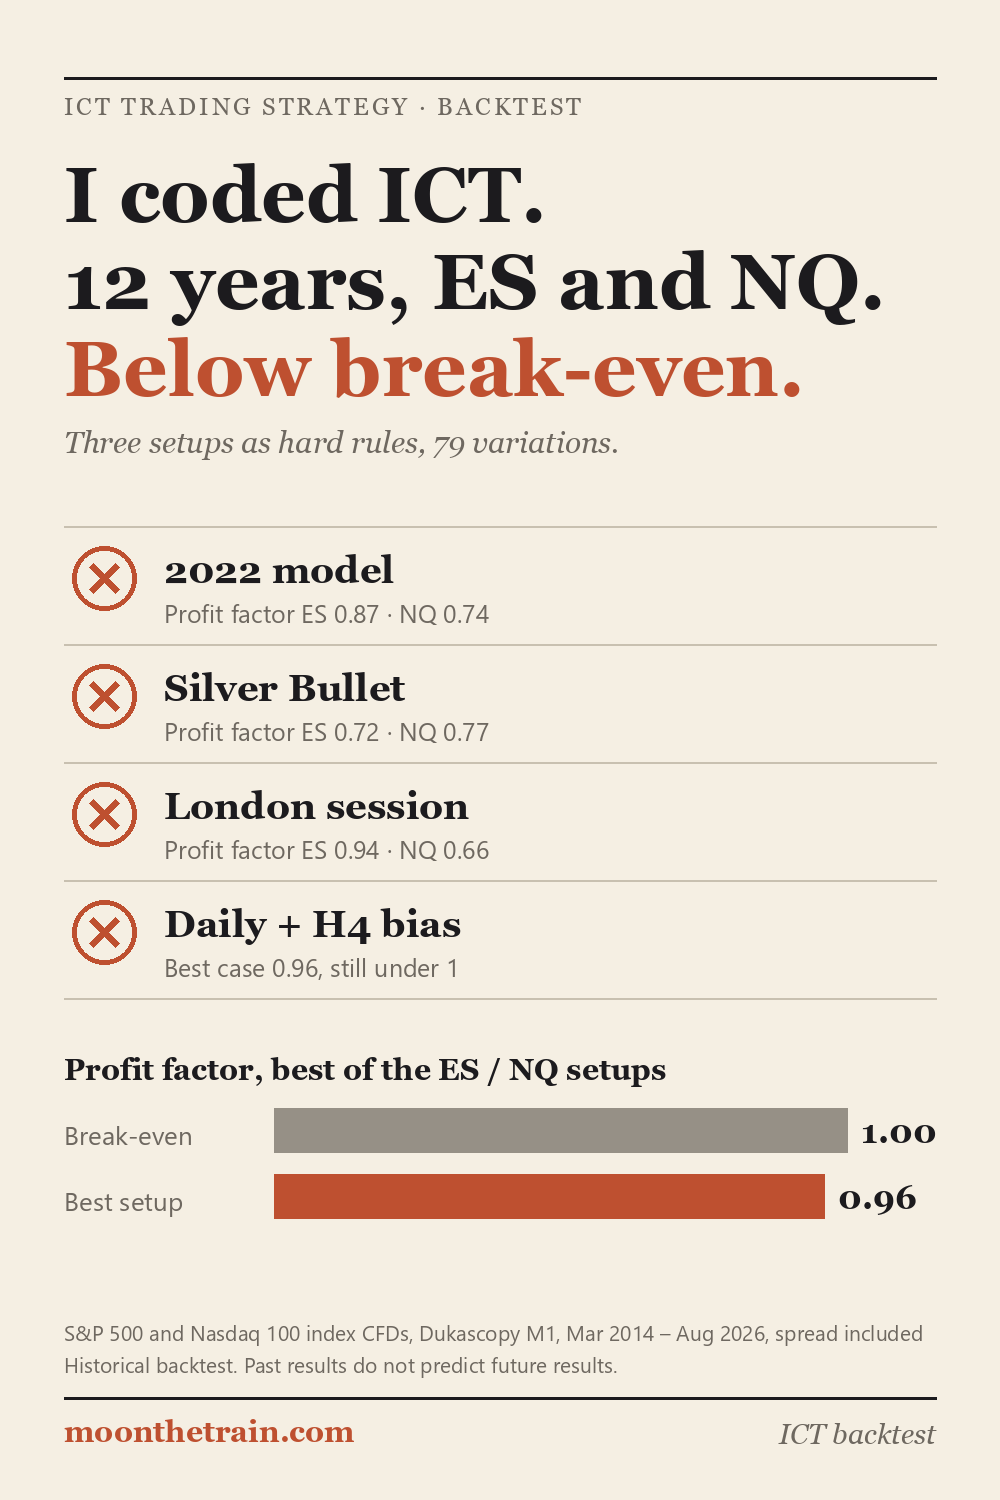 ICT TRADING STRATEGY · BACKTEST
I coded ICT.
12 years, ES and NQ.
Below break-even.
Three setups as hard rules, 79 variations.
2022 model
Profit factor ES 0.87 · NQ 0.74
Silver Bullet
Profit factor ES 0.72 · NQ 0.77
London session
Profit factor ES 0.94 · NQ 0.66
Daily + H4 bias
Best case 0.96, still under 1
Profit factor, best of the ES / NQ setups
Break-even 1.00
Best setup 0.96
S&P 500 and Nasdaq 100 index CFDs, Dukascopy M1, Mar 2014 – Aug 2026, spread included
Historical backtest. Past results do not predict future results.
moonthetrain.com ICT backtest